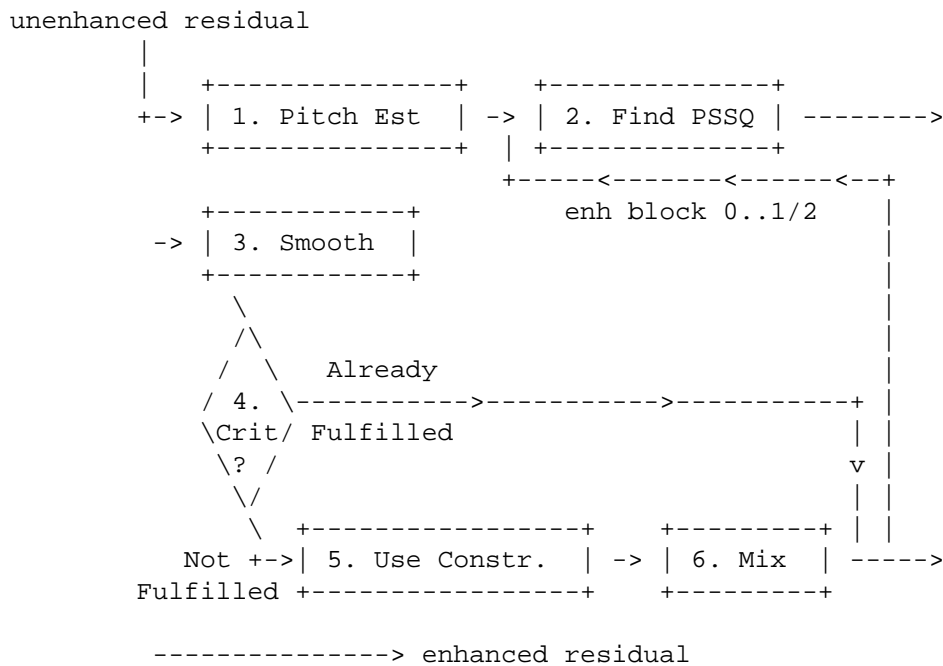 unenhanced residual
1. Pitch Est
2. Find PSSQ
enh block 0..1/2
3. Smooth
Already
4.
Crit
Fulfilled
?
Not
5. Use Constr.
6. Mix
Fulfilled
enhanced residual